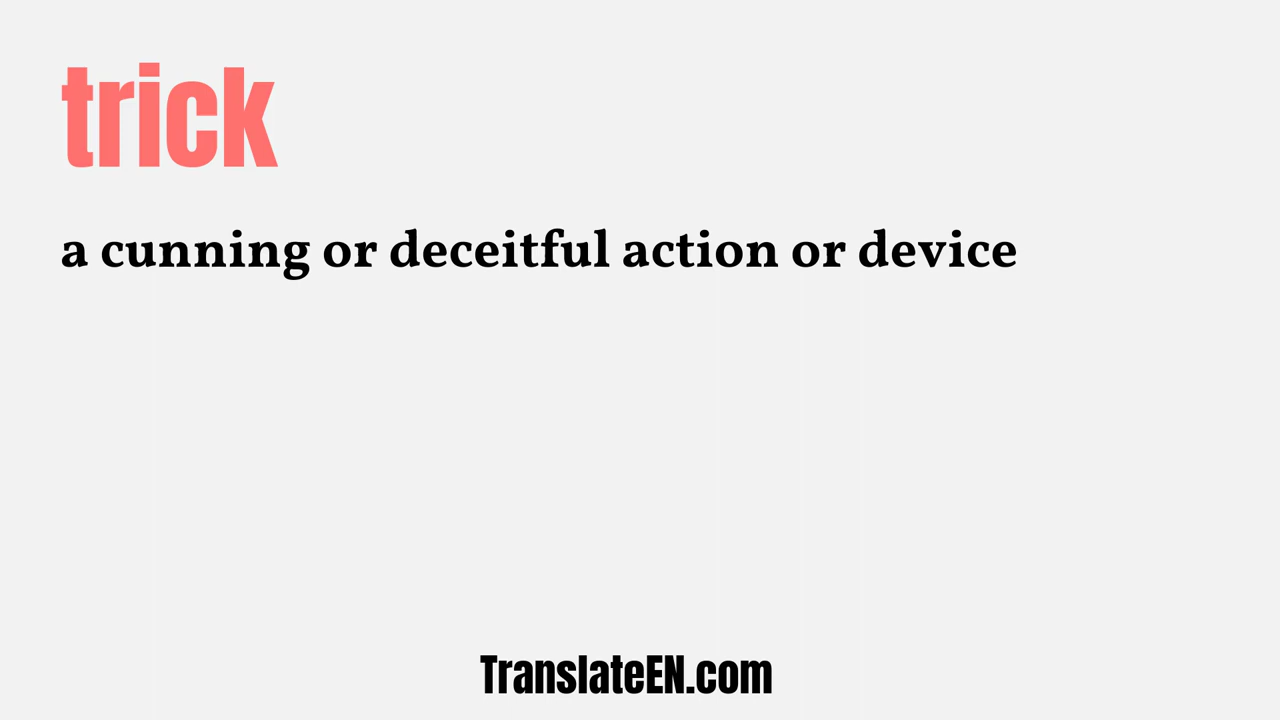 trick
a cunning or deceitful action or device
TranslateEN.com